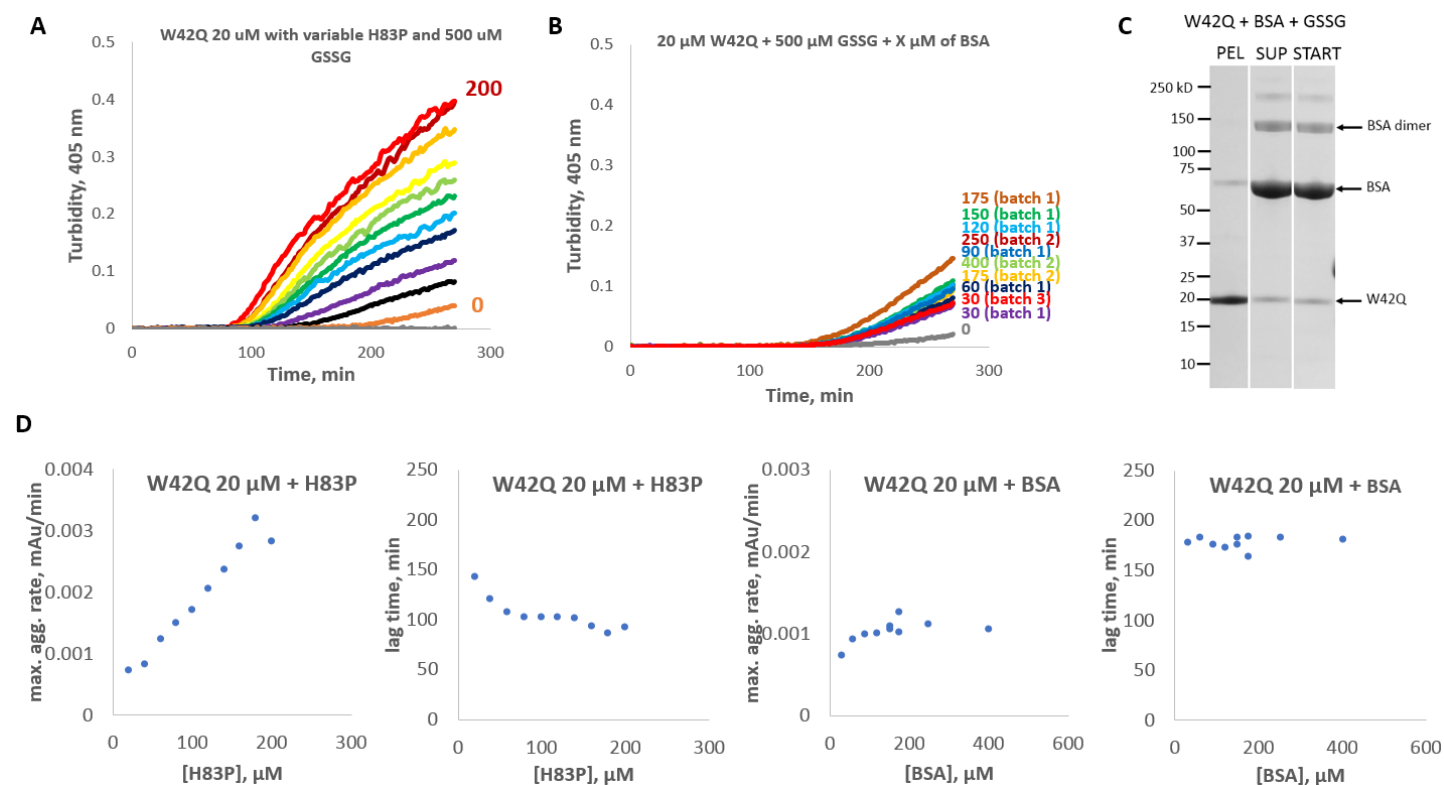 A
W42Q 20 uM with variable H83P and 500 uM
GSSG
Turbidity, 405 nm
0.5
0.4
0.3
0.2
0.1
0
200
0
0
100
200
300
Time, min
B
20 µM W42Q + 500 µM GSSG + X µM of BSA
Turbidity, 405 nm
0.5
0.4
0.3
0.2
0.1
0
175 (batch 1)
150 (batch 1)
120 (batch 1)
250 (batch 2)
90 (batch 1)
400 (batch 2)
175 (batch 2)
60 (batch 1)
30 (batch 3)
30 (batch 1)
0
0
100
200
300
Time, min
C
W42Q + BSA + GSSG
PEL SUP START
250 kD
150
100
75
50
37
25
20
15
10
BSA dimer
BSA
W42Q
D
W42Q 20 µM + H83P
max. agg. rate, mAu/min
0.004
0.003
0.002
0.001
0
0
100
200
300
[H83P], µM
W42Q 20 µM + H83P
lag time, min
250
200
150
100
50
0
0
100
200
300
[H83P], µM
W42Q 20 µM + BSA
max. agg. rate, mAu/min
0.003
0.002
0.001
0
0
200
400
600
[BSA], µM
W42Q 20 µM + BSA
lag time, min
250
200
150
100
50
0
0
200
400
600
[BSA], µM